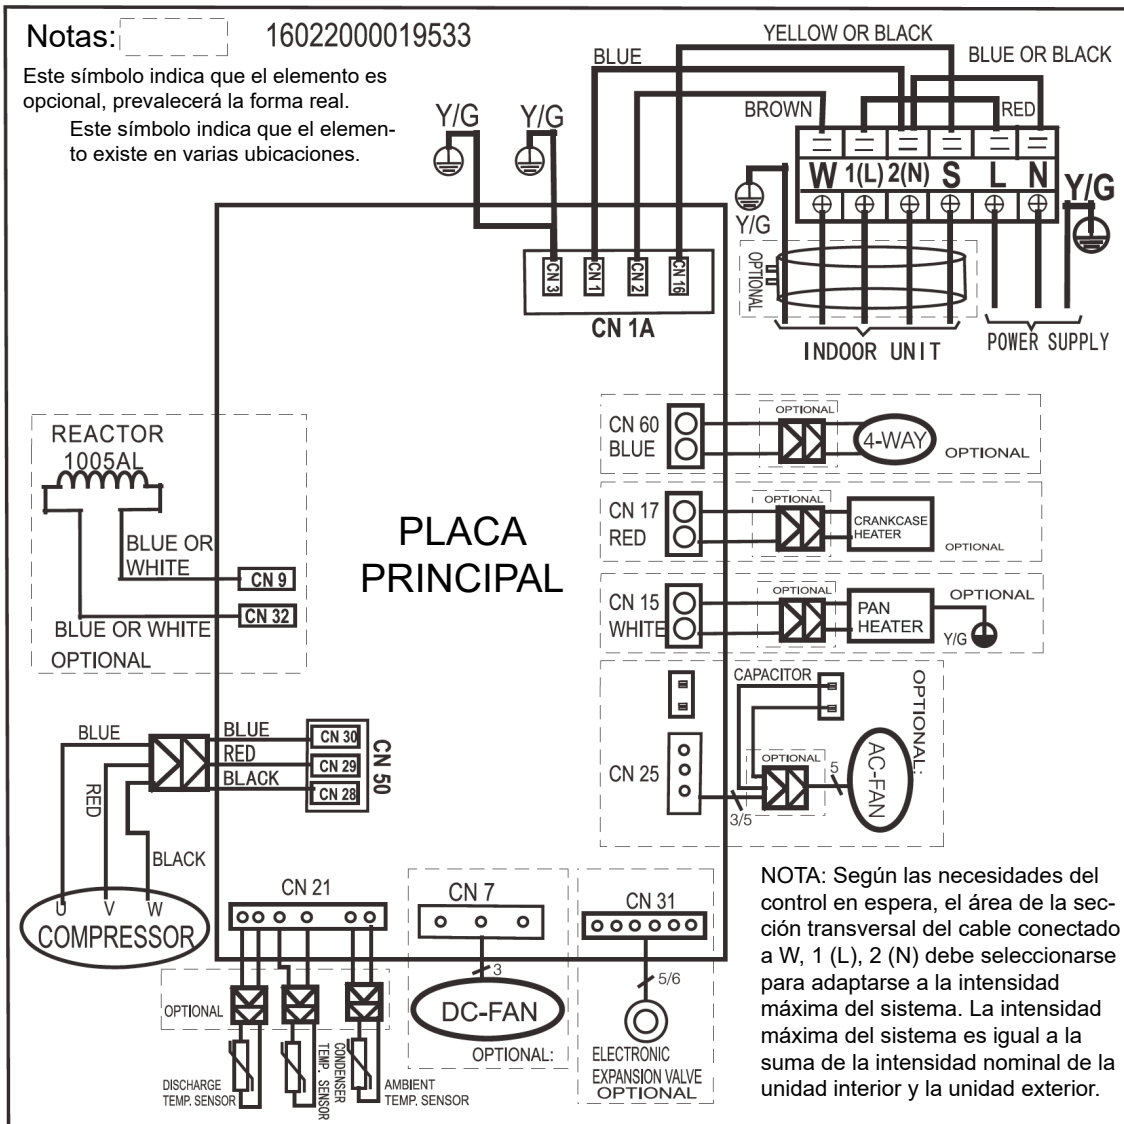 Notas:
16022000019533
Este símbolo indica que el elemento es
opcional, prevalecerá la forma real.
Este símbolo indica que el elemen-
to existe en varias ubicaciones.
YELLOW OR BLACK
BLUE
BLUE OR BLACK
BROWN
RED
Y/G
Y/G
W 1(L) 2(N) S L N
Y/G
Y/G
CN 3
CN 1
CN 2
CN 16
CN 1A
OPTIONAL
INDOOR UNIT
POWER SUPPLY
REACTOR
1005AL
BLUE OR
WHITE
CN 9
CN 32
BLUE OR WHITE
OPTIONAL
PLACA
PRINCIPAL
CN 60
BLUE
OPTIONAL
4-WAY
OPTIONAL
CN 17
RED
OPTIONAL
CRANKCASE
HEATER
OPTIONAL
CN 15
WHITE
OPTIONAL
PAN
HEATER
OPTIONAL
Y/G
CAPACITOR
OPTIONAL:
CN 25
OPTIONAL
3/5
5
AC-FAN
BLUE
RED
BLACK
BLUE
RED
BLACK
CN 30
CN 29
CN 28
CN 50
U V W
COMPRESSOR
CN 21
OPTIONAL
DISCHARGE
TEMP. SENSOR
CONDENSER
TEMP. SENSOR
AMBIENT
TEMP. SENSOR
CN 7
3
DC-FAN
OPTIONAL:
CN 31
5/6
ELECTRONIC
EXPANSION VALVE
OPTIONAL
NOTA: Según las necesidades del
control en espera, el área de la sec-
ción transversal del cable conectado
a W, 1 (L), 2 (N) debe seleccionarse
para adaptarse a la intensidad
máxima del sistema. La intensidad
máxima del sistema es igual a la
suma de la intensidad nominal de la
unidad interior y la unidad exterior.